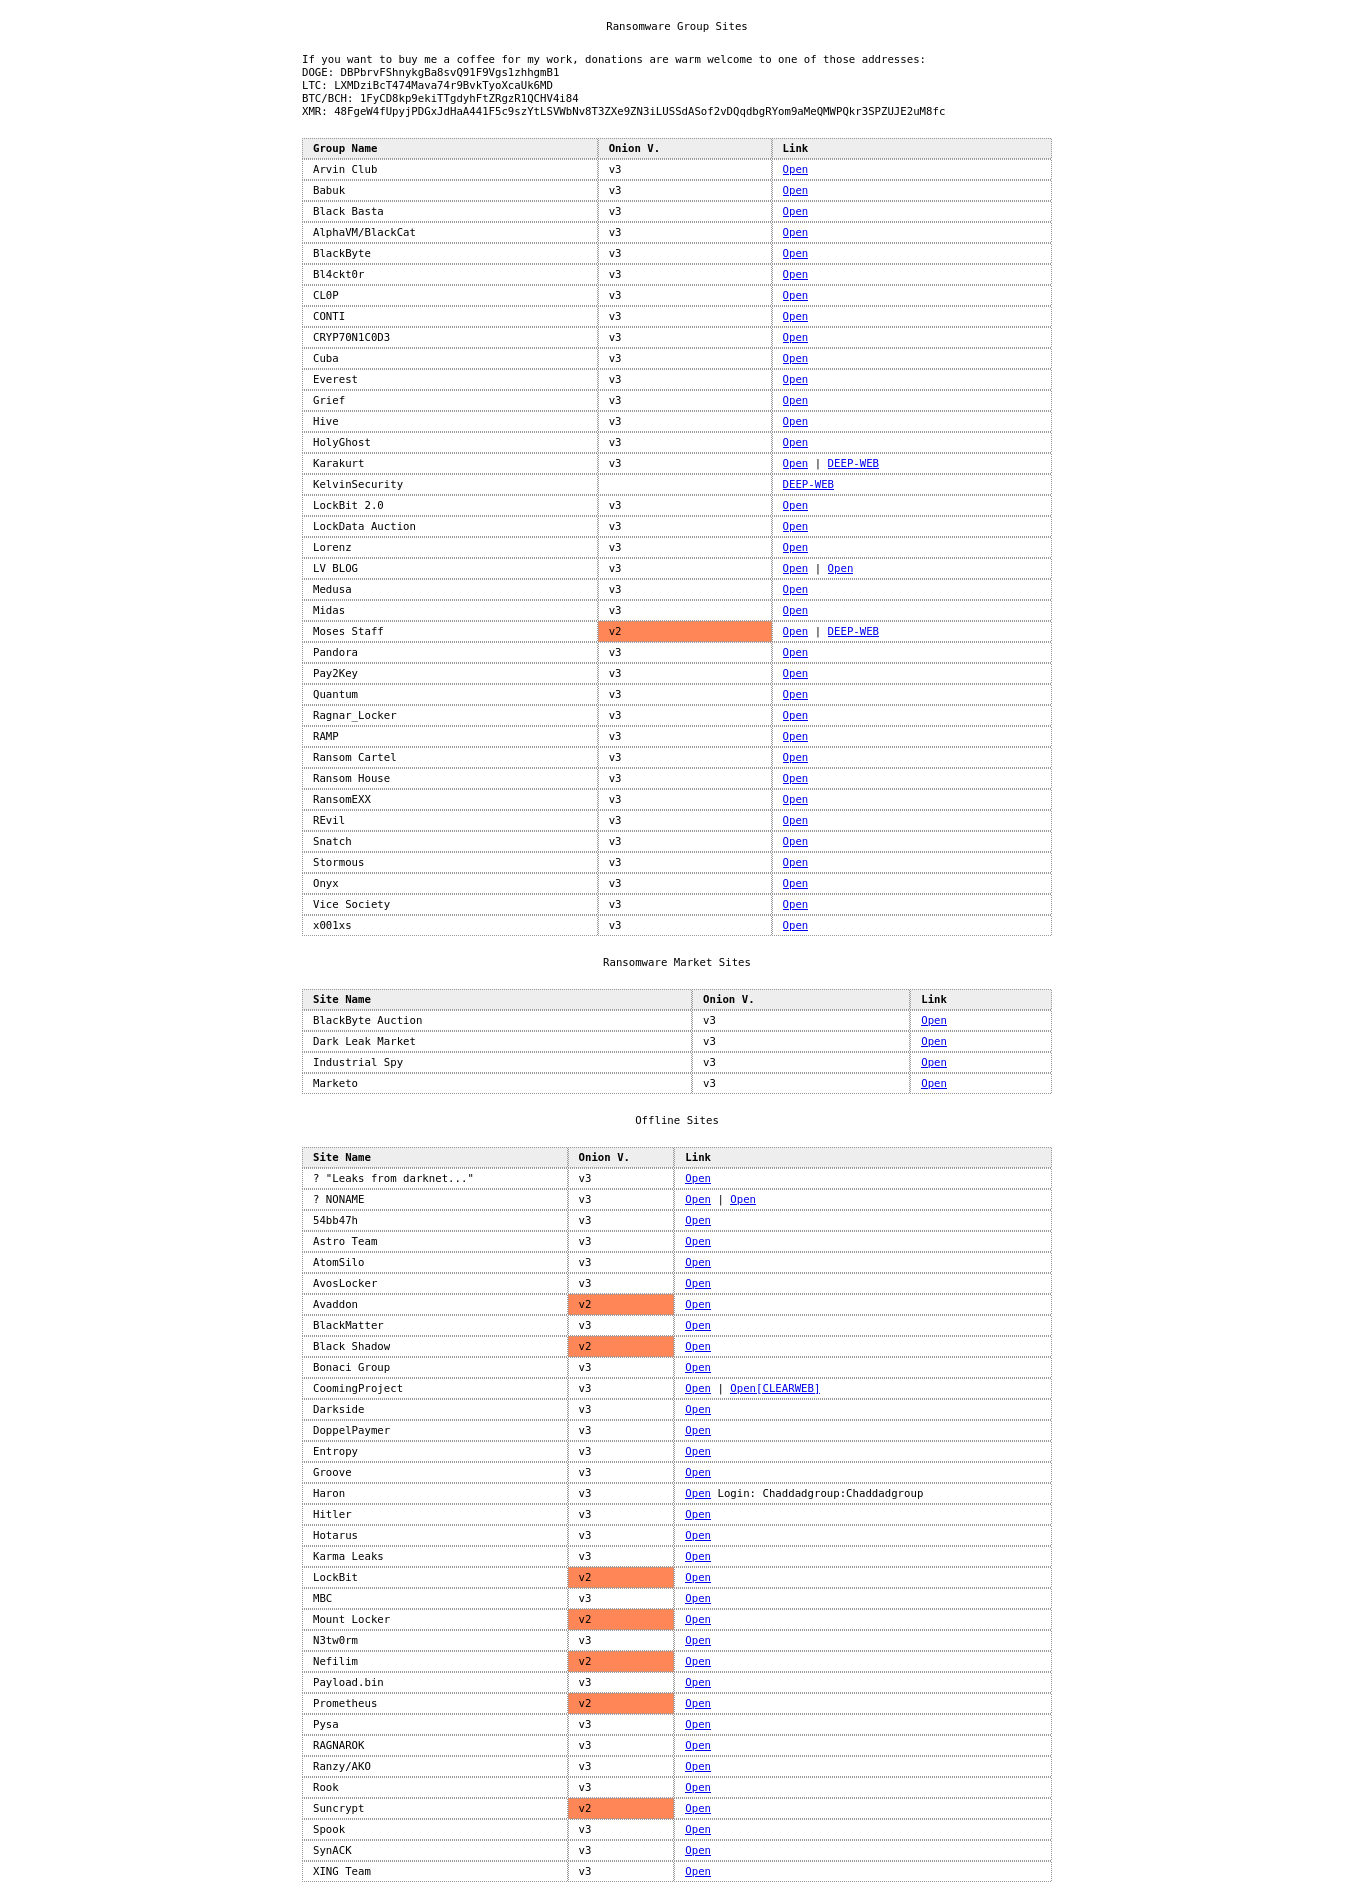 Ransomware Group Sites
If you want to buy me a coffee for my work, donations are warm welcome to one of those addresses:
DOGE: DBPbrvFShnykgBa8svQ91F9Vgs1zhhgmB1
LTC: LXMDziBcT474Mava74r9BvkTyoXcaUk6MD
BTC/BCH: 1FyCD8kp9ekiTTgdyhFtZRgzR1QCHV4i84
XMR: 48FgeW4fUpyjPDGxJdHaA441F5c9szYtLSVWbNv8T3ZXe9ZN3iLUSSdASof2vDQqdbgRYom9aMeQMWPQkr3SPZUJE2uM8fc
Group Name Onion V. Link
Arvin Club v3 Open
Babuk v3 Open
Black Basta v3 Open
AlphaVM/BlackCat v3 Open
BlackByte v3 Open
Bl4ckt0r v3 Open
CL0P v3 Open
CONTI v3 Open
CRYP70N1C0D3 v3 Open
Cuba v3 Open
Everest v3 Open
Grief v3 Open
Hive v3 Open
HolyGhost v3 Open
Karakurt v3 Open | DEEP-WEB
KelvinSecurity DEEP-WEB
LockBit 2.0 v3 Open
LockData Auction v3 Open
Lorenz v3 Open
LV BLOG v3 Open | Open
Medusa v3 Open
Midas v3 Open
Moses Staff v2 Open | DEEP-WEB
Pandora v3 Open
Pay2Key v3 Open
Quantum v3 Open
Ragnar_Locker v3 Open
RAMP v3 Open
Ransom Cartel v3 Open
Ransom House v3 Open
RansomEXX v3 Open
REvil v3 Open
Snatch v3 Open
Stormous v3 Open
Onyx v3 Open
Vice Society v3 Open
x001xs v3 Open
Ransomware Market Sites
Site Name Onion V. Link
BlackByte Auction v3 Open
Dark Leak Market v3 Open
Industrial Spy v3 Open
Marketo v3 Open
Offline Sites
Site Name Onion V. Link
? "Leaks from darknet..." v3 Open
? NONAME v3 Open | Open
54bb47h v3 Open
Astro Team v3 Open
AtomSilo v3 Open
AvosLocker v3 Open
Avaddon v2 Open
BlackMatter v3 Open
Black Shadow v2 Open
Bonaci Group v3 Open
CoomingProject v3 Open | Open[CLEARWEB]
Darkside v3 Open
DoppelPaymer v3 Open
Entropy v3 Open
Groove v3 Open
Haron v3 Open Login: Chaddadgroup:Chaddadgroup
Hitler v3 Open
Hotarus v3 Open
Karma Leaks v3 Open
LockBit v2 Open
MBC v3 Open
Mount Locker v2 Open
N3tw0rm v3 Open
Nefilim v2 Open
Payload.bin v3 Open
Prometheus v2 Open
Pysa v3 Open
RAGNAROK v3 Open
Ranzy/AKO v3 Open
Rook v3 Open
Suncrypt v2 Open
Spook v3 Open
SynACK v3 Open
XING Team v3 Open